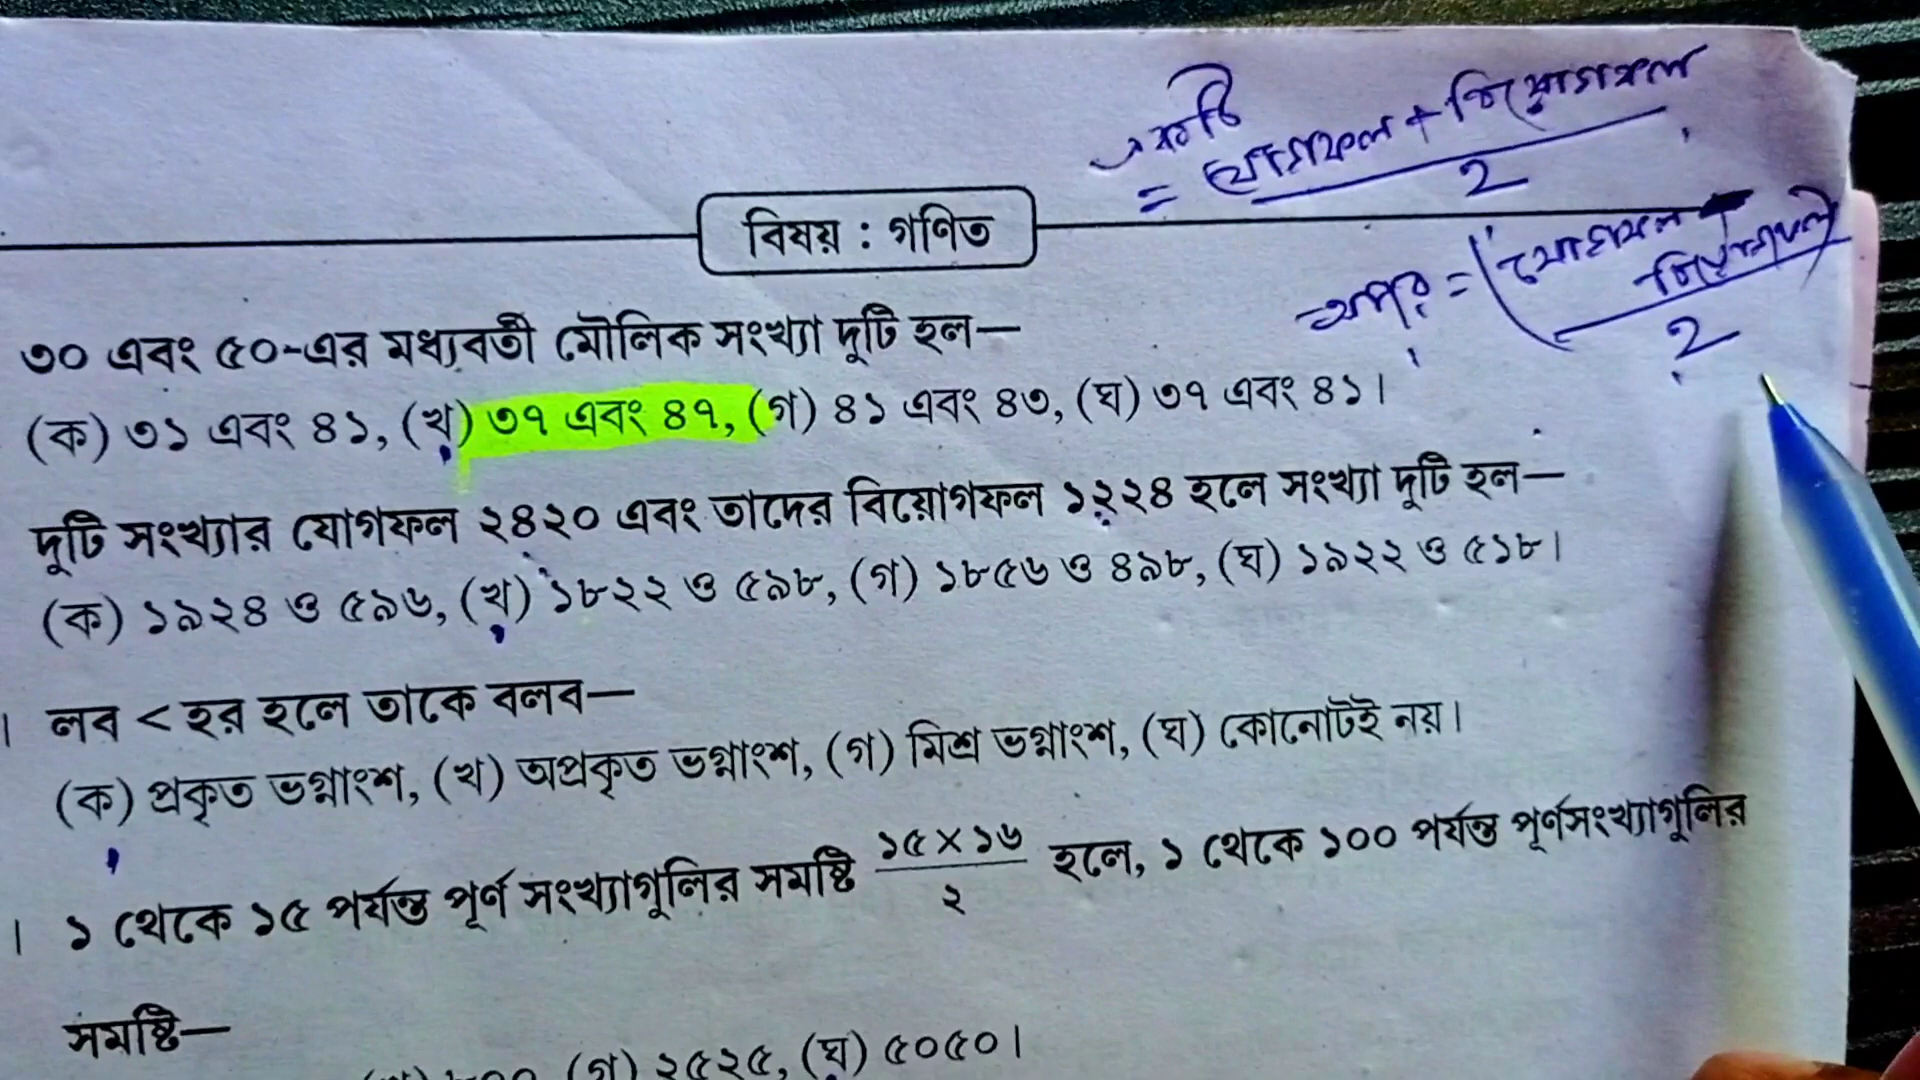 একটি
= যোগফল + বিয়োগফল
2
বিষয় : গণিত
অপর = (যোগফল -
বিয়োগফল)
2
৩০ এবং ৫০-এর মধ্যবর্তী মৌলিক সংখ্যা দুটি হল—
(ক) ৩১ এবং ৪১, (খ) ৩৭ এবং ৪৭, (গ) ৪১ এবং ৪৩, (ঘ) ৩৭ এবং ৪১।
দুটি সংখ্যার যোগফল ২৪২০ এবং তাদের বিয়োগফল ১২২৪ হলে সংখ্যা দুটি হল—
(ক) ১৯২৪ ও ৫৯৬, (খ) ১৮২২ ও ৫৯৮, (গ) ১৮৫৬ ও ৪৯৮, (ঘ) ১৯২২ ও ৫১৮।
। লব < হর হলে তাকে বলব—
(ক) প্রকৃত ভগ্নাংশ, (খ) অপ্রকৃত ভগ্নাংশ, (গ) মিশ্র ভগ্নাংশ, (ঘ) কোনোটই নয়।
। ১ থেকে ১৫ পর্যন্ত পূর্ণ সংখ্যাগুলির সমষ্টি ১৫ × ১৬ / ২ হলে, ১ থেকে ১০০ পর্যন্ত পূর্ণসংখ্যাগুলির
সমষ্টি—
(গ) ২৫২৫, (ঘ) ৫০৫০।